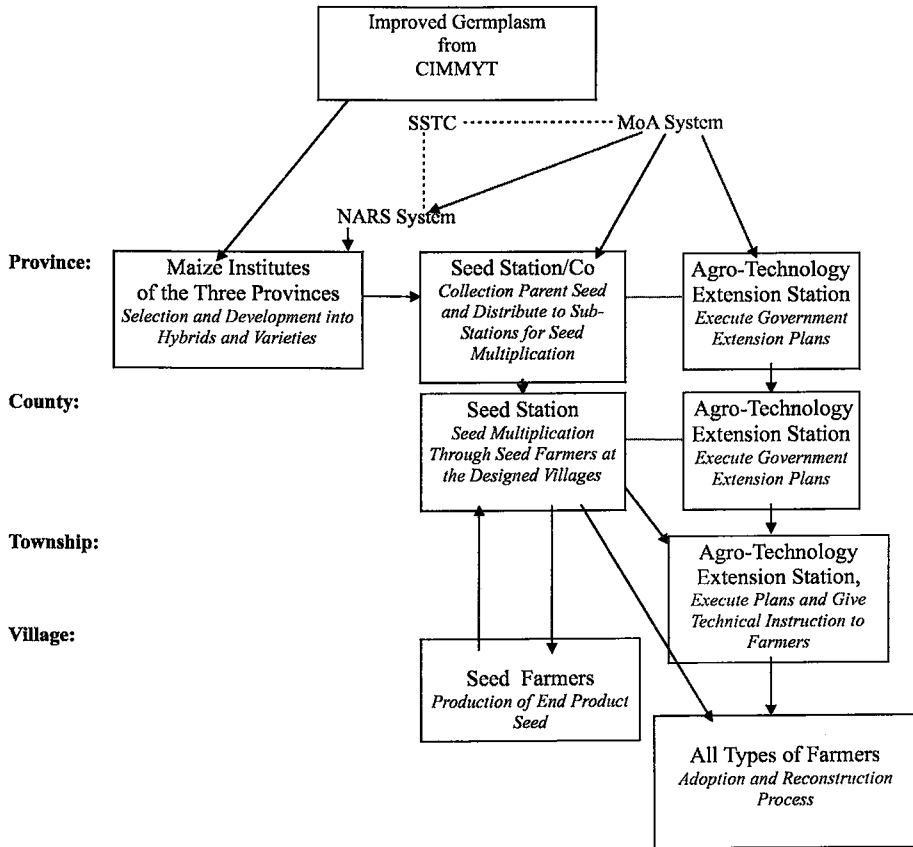 Improved Germplasm
from
CIMMYT
SSTC
MoA System
NARS System
Province:
Maize Institutes
of the Three Provinces
Selection and Development into
Hybrids and Varieties
Seed Station/Co
Collection Parent Seed
and Distribute to Sub-
Stations for Seed
Multiplication
Agro-Technology
Extension Station
Execute Government
Extension Plans
County:
Seed Station
Seed Multiplication
Through Seed Farmers at
the Designed Villages
Agro-Technology
Extension Station
Execute Government
Extension Plans
Township:
Agro-Technology
Extension Station,
Execute Plans and Give
Technical Instruction to
Farmers
Village:
Seed Farmers
Production of End Product
Seed
All Types of Farmers
Adoption and Reconstruction
Process